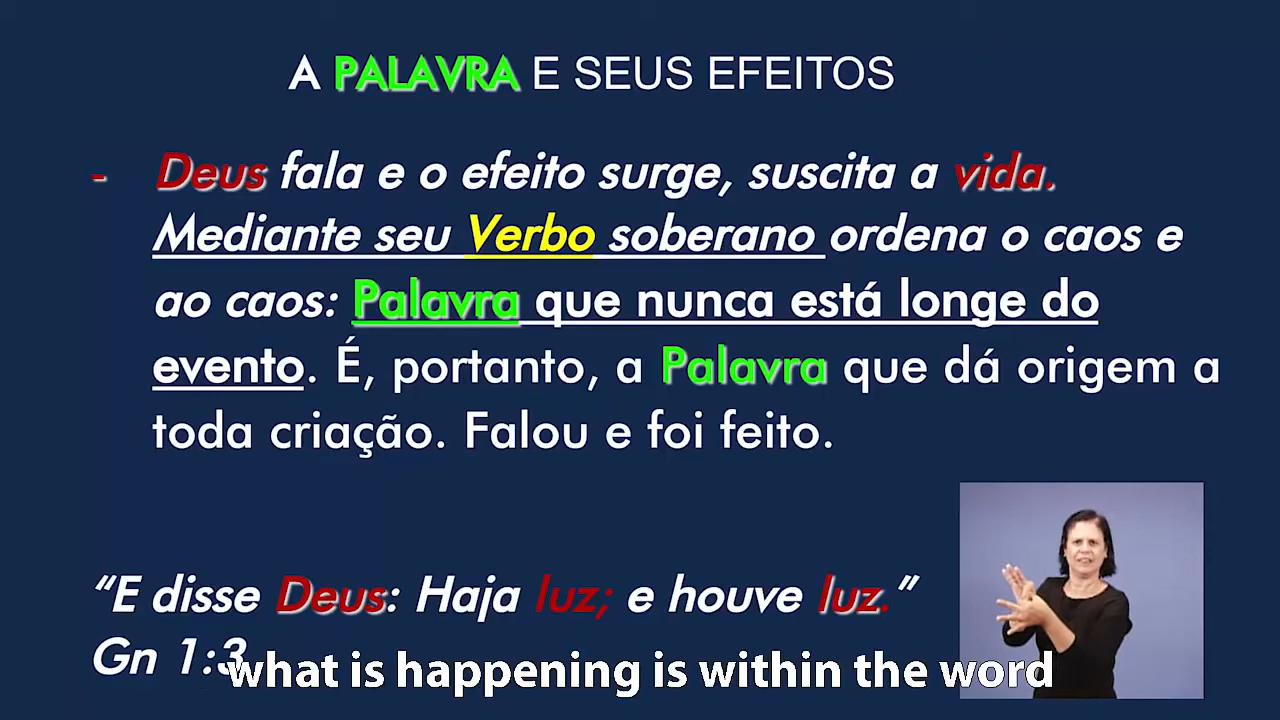 A PALAVRA E SEUS EFEITOS
- Deus fala e o efeito surge, suscita a vida.
Mediante seu Verbo soberano ordena o caos e
ao caos: Palavra que nunca está longe do
evento. É, portanto, a Palavra que dá origem a
toda criação. Falou e foi feito.
“E disse Deus: Haja luz; e houve luz.”
Gn 1:3
what is happening is within the word